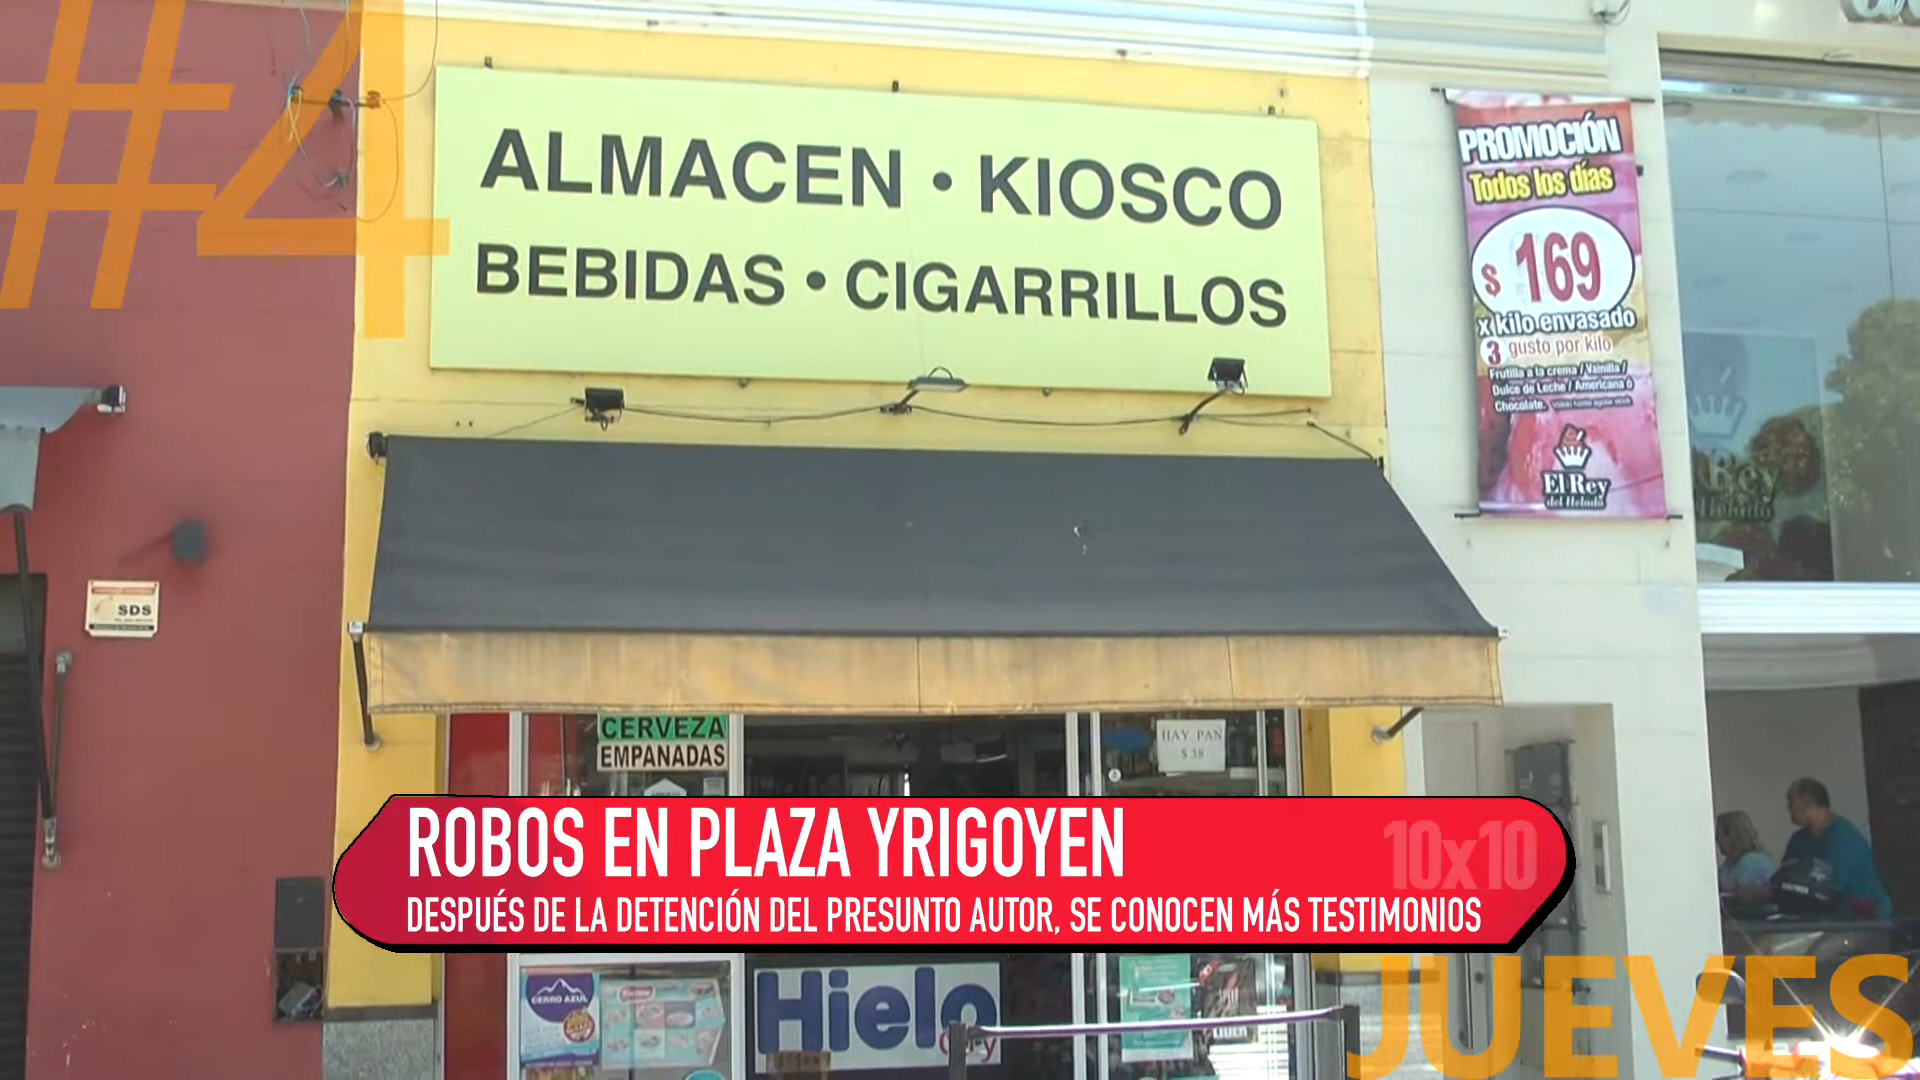 #4
ALMACEN • KIOSCO
BEBIDAS • CIGARRILLOS
PROMOCIÓN
Todos los días
$ 169
x kilo envasado
3 gusto por kilo
Frutilla a la crema / Vainilla /
Dulce de Leche / Americana ó
Chocolate.
El Rey
del Helado
SDS
CERVEZA
EMPANADAS
HAY PAN
$ 38
ROBOS EN PLAZA YRIGOYEN
10x10
DESPUÉS DE LA DETENCIÓN DEL PRESUNTO AUTOR, SE CONOCEN MÁS TESTIMONIOS
CERRO AZUL
Hielo
LIDER
JUEVES